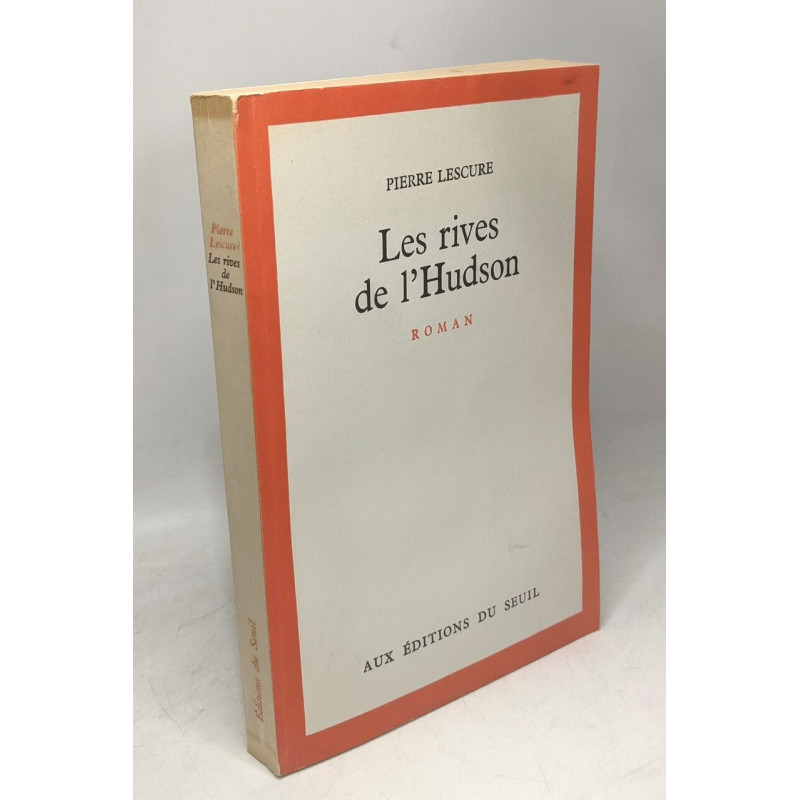 PIERRE LESCURE
Les rives
de l'Hudson
ROMAN
AUX ÉDITIONS DU SEUIL
Pierre
Lescure
Les rives
de
l'Hudson
Éditions du Seuil